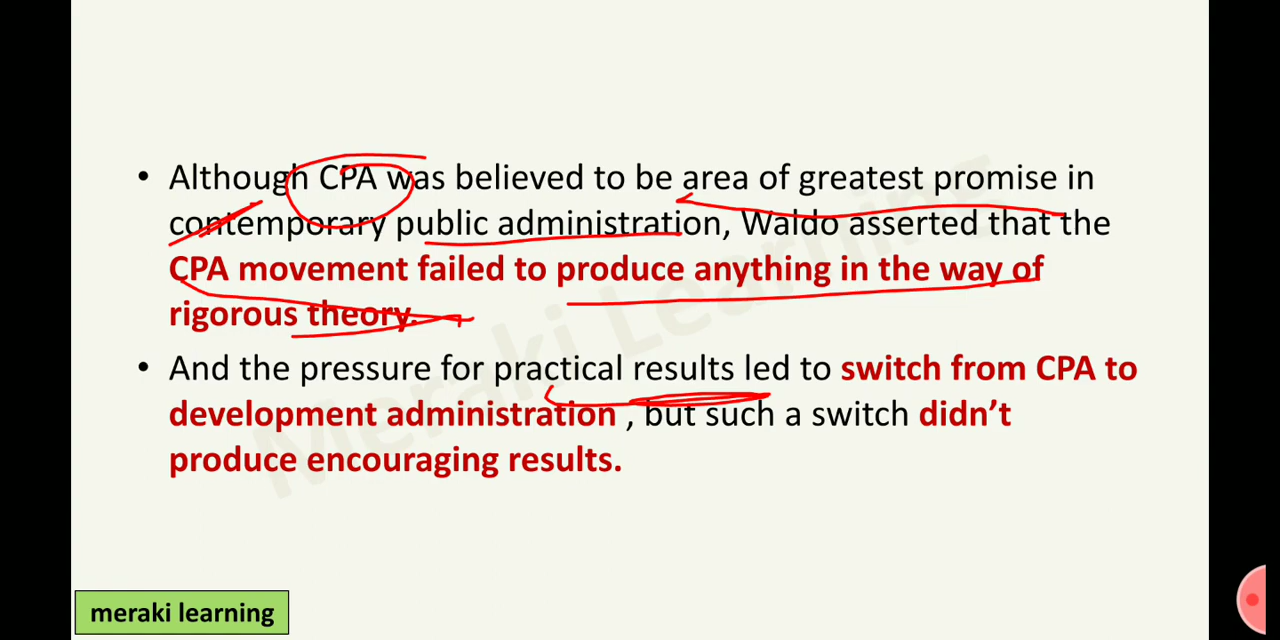 • Although CPA was believed to be area of greatest promise in
contemporary public administration, Waldo asserted that the
CPA movement failed to produce anything in the way of
rigorous theory.
• And the pressure for practical results led to switch from CPA to
development administration , but such a switch didn’t
produce encouraging results.
Meraki Learning
meraki learning